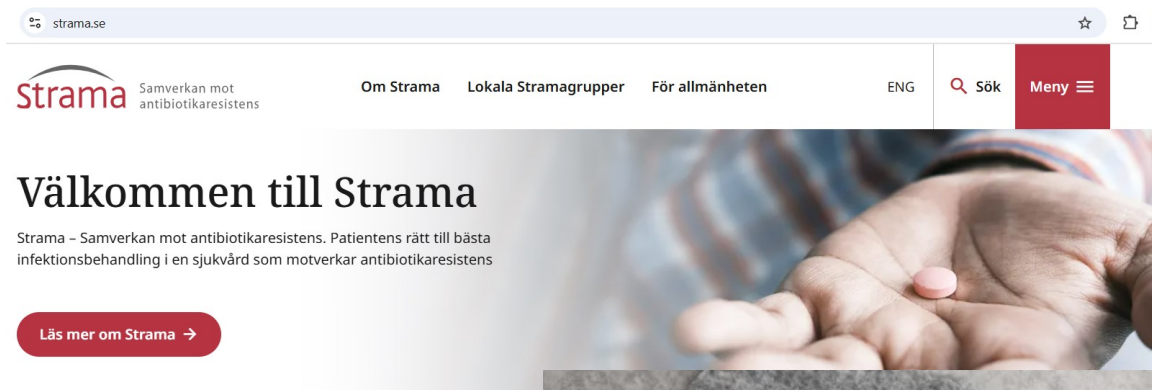 strama.se
Strama
Samverkan mot
antibiotikaresistens
Om Strama
Lokala Stramagrupper
För allmänheten
ENG
Sök
Meny
Välkommen till Strama
Strama – Samverkan mot antibiotikaresistens. Patientens rätt till bästa
infektionsbehandling i en sjukvård som motverkar antibiotikaresistens
Läs mer om Strama →